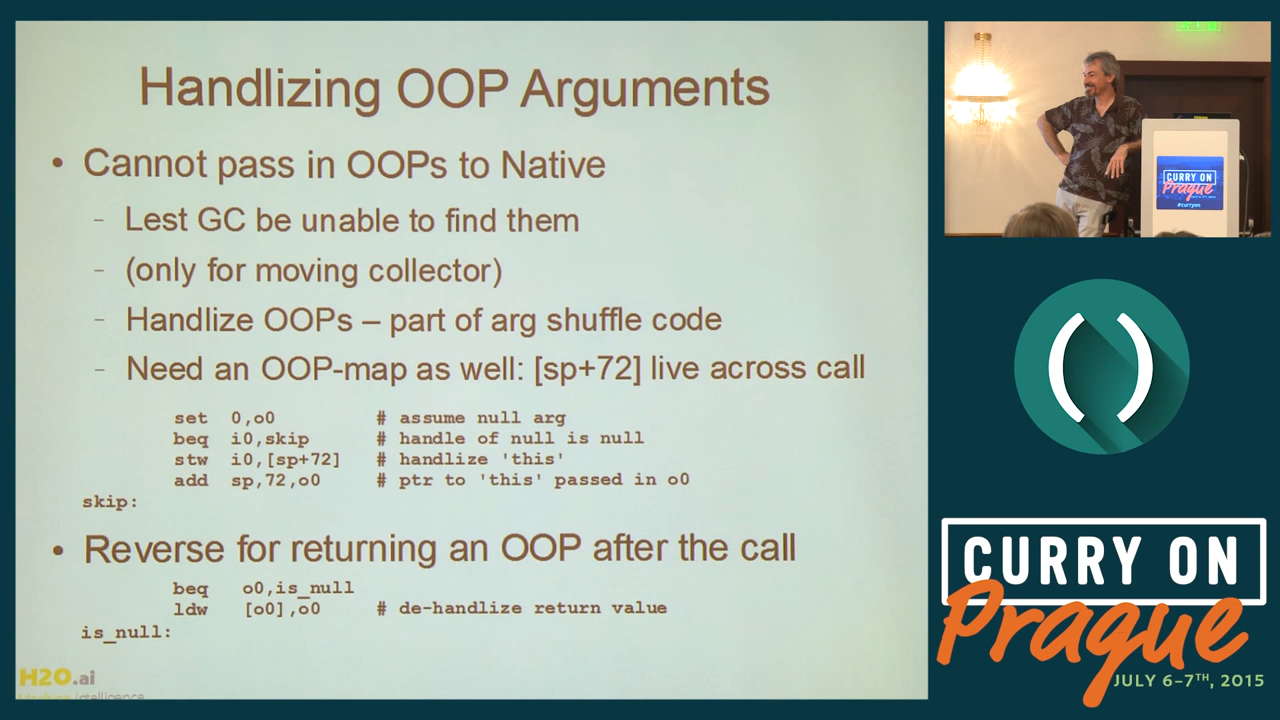 Handlizing OOP Arguments
• Cannot pass in OOPs to Native
– Lest GC be unable to find them
– (only for moving collector)
– Handlize OOPs – part of arg shuffle code
– Need an OOP-map as well: [sp+72] live across call
set 0,o0 # assume null arg
beq i0,skip # handle of null is null
stw i0,[sp+72] # handlize 'this'
add sp,72,o0 # ptr to 'this' passed in o0
skip:
• Reverse for returning an OOP after the call
beq o0,is_null
ldw [o0],o0 # de-handlize return value
is_null:
H2O.ai
Machine Intelligence
CURRY ON
Prague
#curryon
( )
CURRY ON
Prague
JULY 6–7TH, 2015